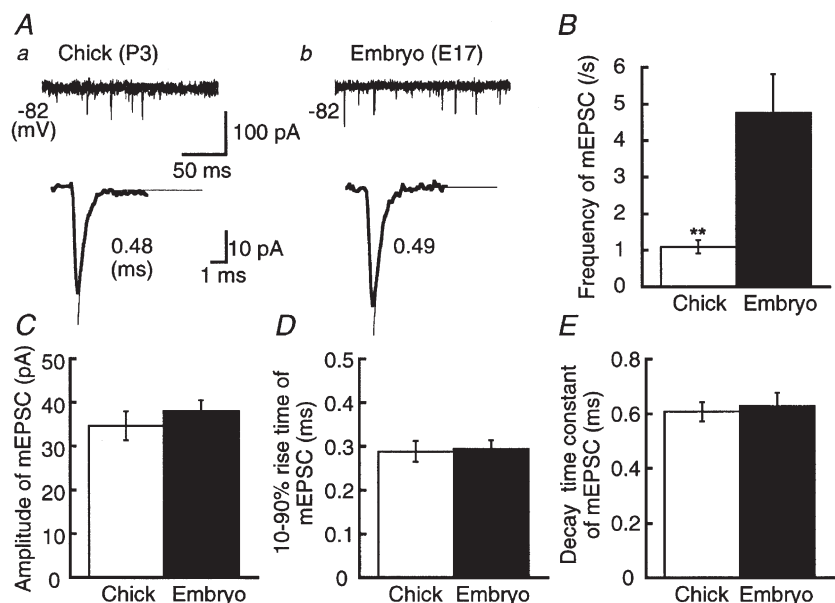 A
a Chick (P3)
-82
(mV)
100 pA
50 ms
0.48
(ms)
10 pA
1 ms
b Embryo (E17)
-82
0.49
B
Frequency of mEPSC (/s)
6
5
4
3
2
1
0
**
Chick Embryo
C
Amplitude of mEPSC (pA)
50
40
30
20
10
0
Chick Embryo
D
10-90% rise time of
mEPSC (ms)
0.5
0.4
0.3
0.2
0.1
0
Chick Embryo
E
Decay time constant
of mEPSC (ms)
0.8
0.6
0.4
0.2
0
Chick Embryo